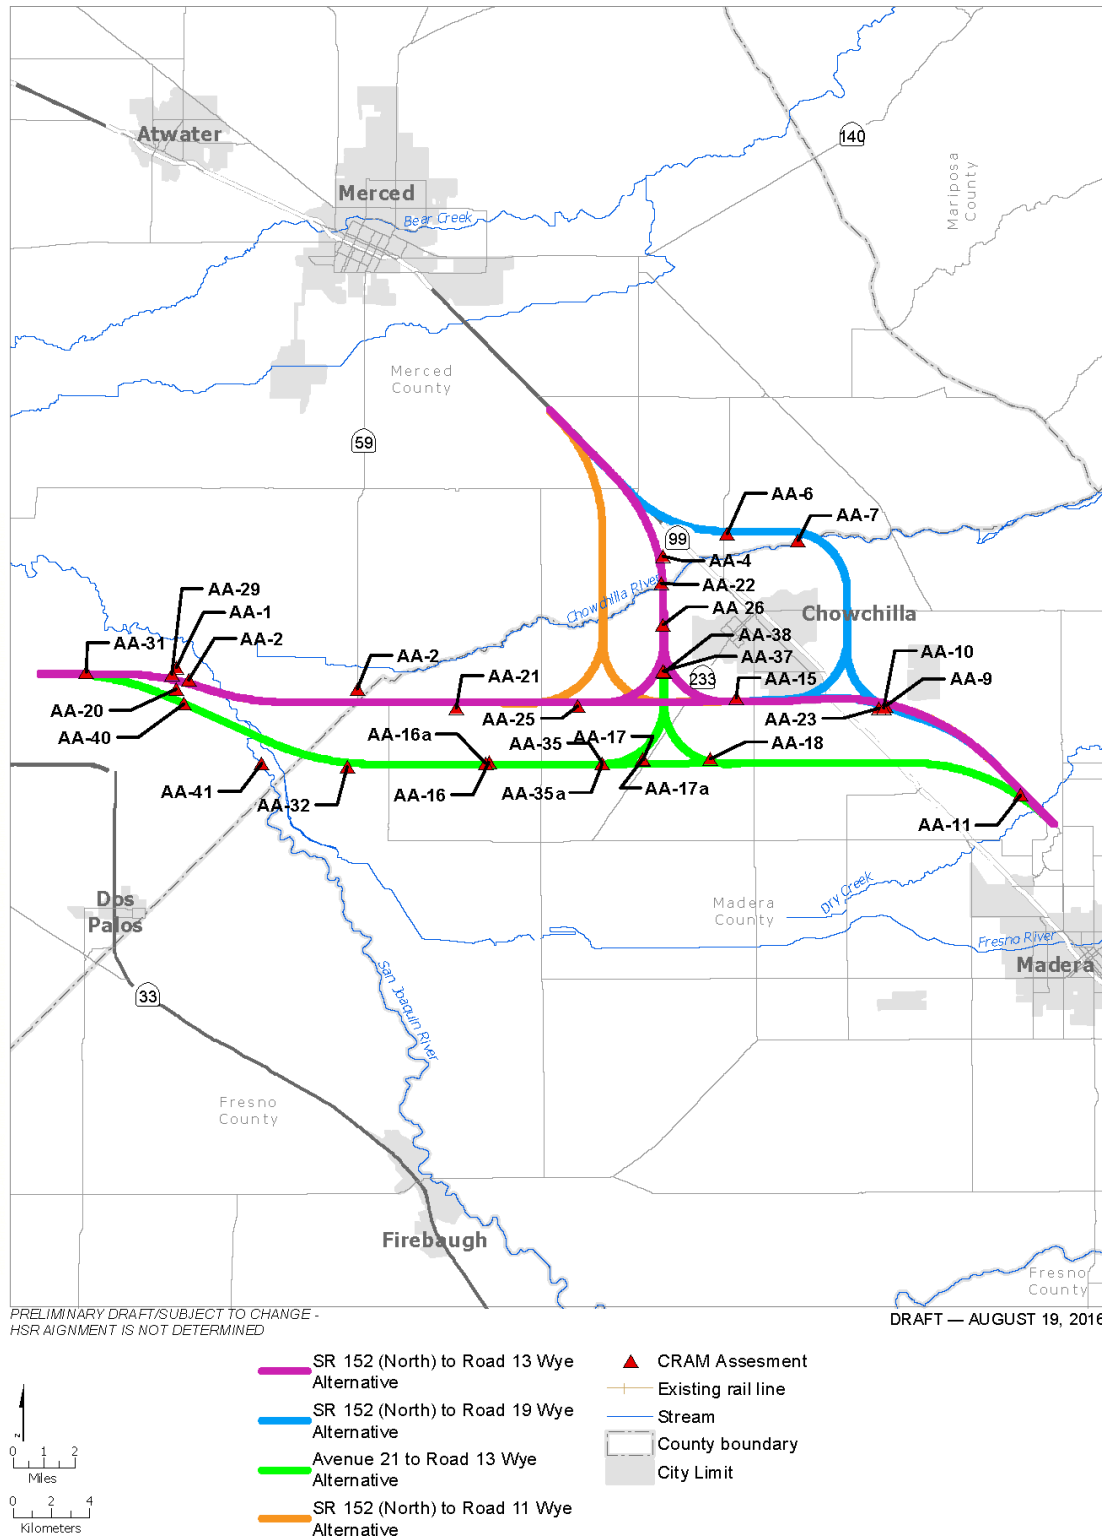 140
Atwater
Mariposa
County
Merced
Bear Creek
Merced
County
59
AA-6
AA-7
99
AA-4
AA-29
AA-22
Chowchilla River
AA-1
AA 26
Chowchilla
AA-31
AA-2
AA-38
AA-2
AA-37
AA-10
233
AA-21
AA-15
AA-9
AA-20
AA-25
AA-23
AA-40
AA-16a
AA-35
AA-17
AA-18
AA-41
AA-16
AA-17a
AA-32
AA-35a
AA-11
Dry Creek
Dos
Palos
Madera
County
Fresno River
Madera
33
San Joaquin River
Fresno
County
Firebaugh
Fresno
County
PRELIMINARY DRAFT/SUBJECT TO CHANGE -
HSR AIGNMENT IS NOT DETERMINED
DRAFT — AUGUST 19, 2016
SR 152 (North) to Road 13 Wye
Alternative
SR 152 (North) to Road 19 Wye
Alternative
Avenue 21 to Road 13 Wye
Alternative
SR 152 (North) to Road 11 Wye
Alternative
CRAM Assesment
Existing rail line
Stream
County boundary
City Limit
z
0 1 2
Miles
0 2 4
Kilometers